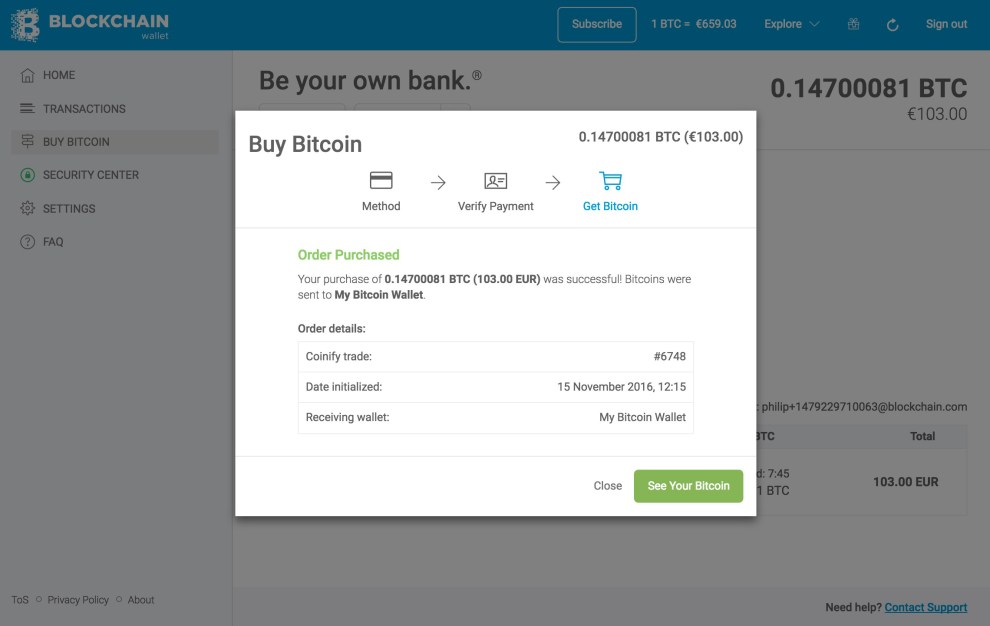 BLOCKCHAIN
wallet
Subscribe
1 BTC = €659.03
Explore
Sign out
HOME
TRANSACTIONS
BUY BITCOIN
SECURITY CENTER
SETTINGS
FAQ
Be your own bank.®
0.14700081 BTC
€103.00
Buy Bitcoin
0.14700081 BTC (€103.00)
Method
Verify Payment
Get Bitcoin
Order Purchased
Your purchase of 0.14700081 BTC (103.00 EUR) was successful! Bitcoins were
sent to My Bitcoin Wallet.
Order details:
Coinify trade: #6748
Date initialized: 15 November 2016, 12:15
Receiving wallet: My Bitcoin Wallet
Close
See Your Bitcoin
: philip+1479229710063@blockchain.com
BTC Total
d: 7:45
1 BTC
103.00 EUR
ToS Privacy Policy About
Need help? Contact Support